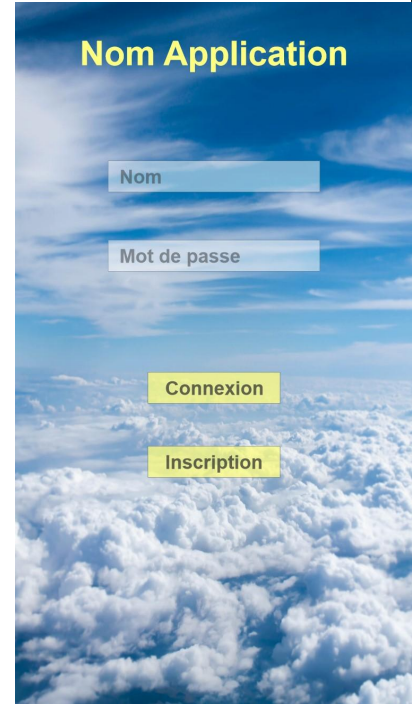 Nom Application
Nom
Mot de passe
Connexion
Inscription